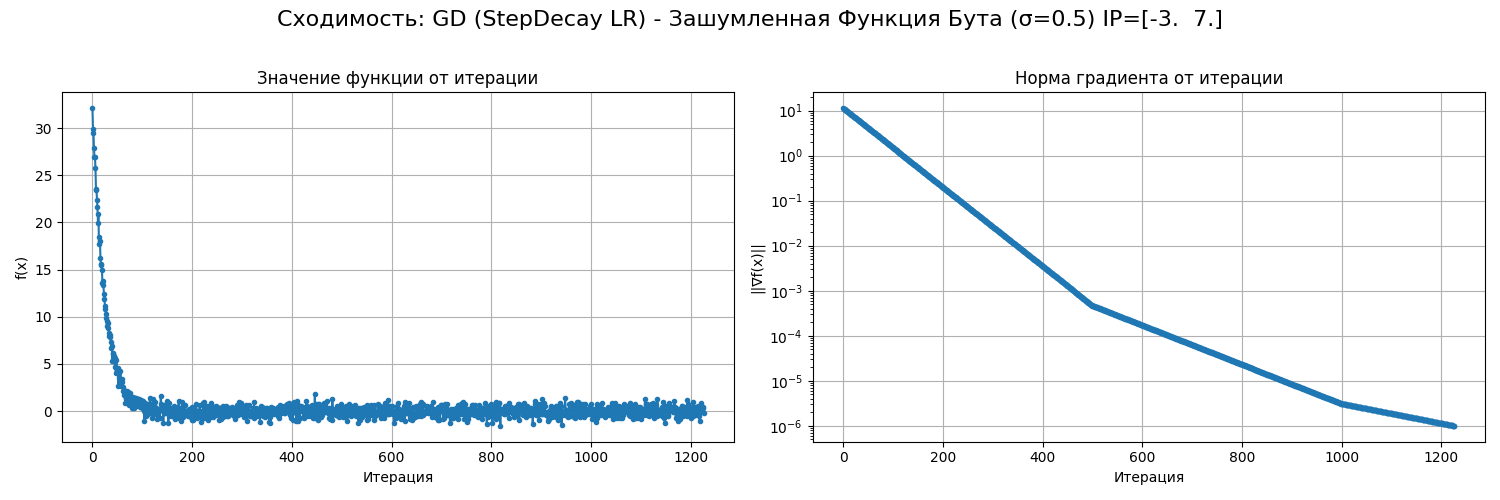 Сходимость: GD (StepDecay LR) - Зашумленная Функция Бута (σ=0.5) IP=[-3.  7.]
Значение функции от итерации
f(x)
30
25
20
15
10
5
0
0 200 400 600 800 1000 1200
Итерация
Норма градиента от итерации
||∇f(x)||
10¹
10⁰
10⁻¹
10⁻²
10⁻³
10⁻⁴
10⁻⁵
10⁻⁶
0 200 400 600 800 1000 1200
Итерация